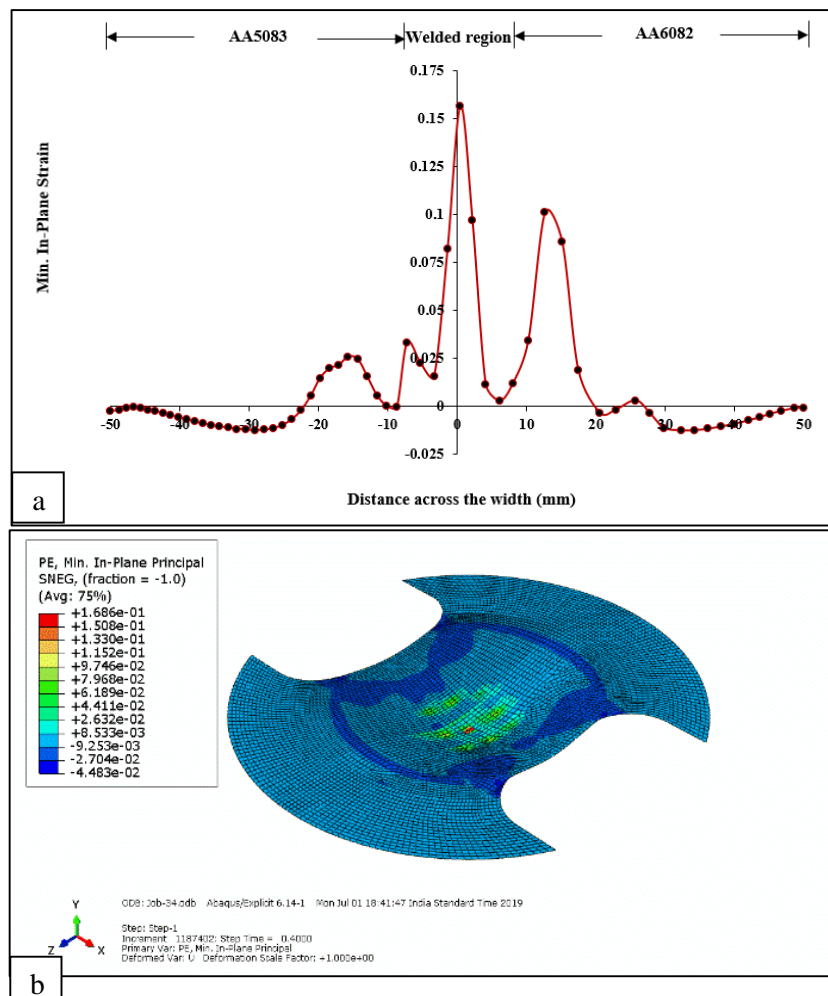 AA5083 Welded region AA6082
0.175
0.15
0.125
0.1
0.075
0.05
0.025
0
-0.025
-50 -40 -30 -20 -10 0 10 20 30 40 50
Min. In-Plane Strain
Distance across the width (mm)
a
PE, Min. In-Plane Principal
SNEG, (fraction = -1.0)
(Avg: 75%)
+1.686e-01
+1.508e-01
+1.330e-01
+1.152e-01
+9.746e-02
+7.968e-02
+6.189e-02
+4.411e-02
+2.632e-02
+8.533e-03
-9.253e-03
-2.704e-02
-4.483e-02
Y
Z X
ODB: Job-34.odb Abaqus/Explicit 6.14-1 Mon Jul 01 18:41:47 India Standard Time 2019
Step: Step-1
Increment 1187402: Step Time = 0.4000
Primary Var: PE, Min. In-Plane Principal
Deformed Var: U Deformation Scale Factor: +1.000e+00
b